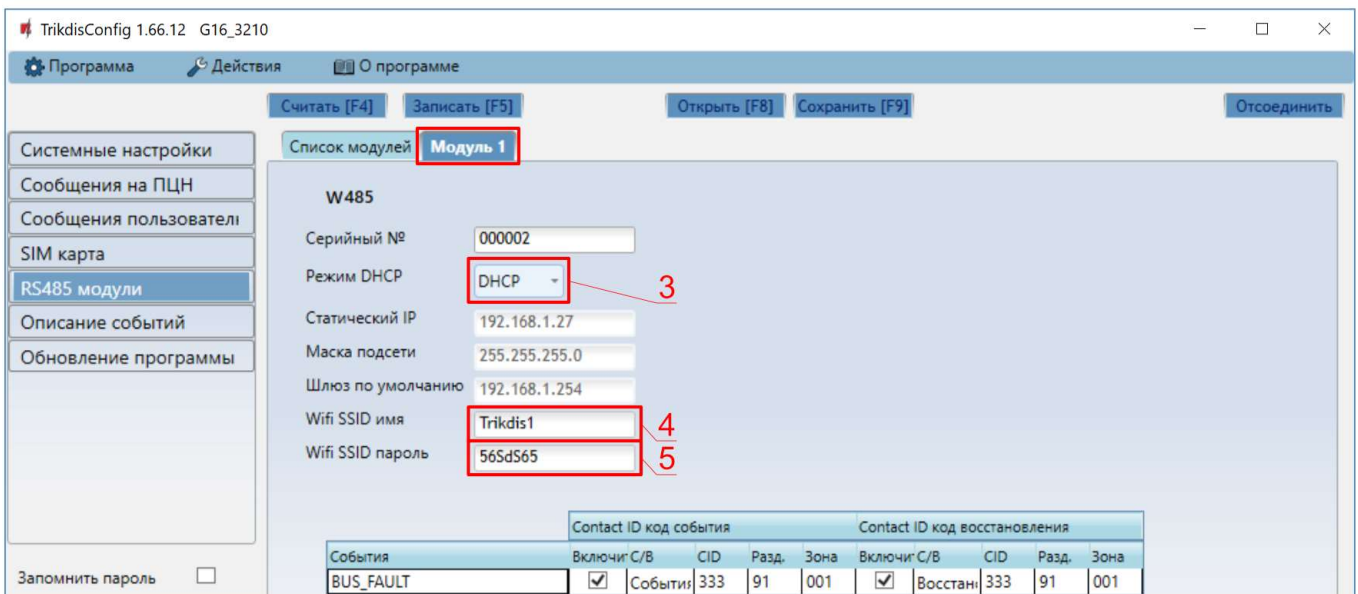 TrikdisConfig 1.66.12 G16_3210
Программа Действия О программе
Считать [F4] Записать [F5] Открыть [F8] Сохранить [F9] Отсоединить
Системные настройки
Сообщения на ПЦН
Сообщения пользовател
SIM карта
RS485 модули
Описание событий
Обновление программы
Запомнить пароль
Список модулей Модуль 1
W485
Серийный № 000002
Режим DHCP DHCP 3
Статический IP 192.168.1.27
Маска подсети 255.255.255.0
Шлюз по умолчанию 192.168.1.254
Wifi SSID имя Trikdis1 4
Wifi SSID пароль 56SdS65 5
Contact ID код события Contact ID код восстановления
События Включит С/В CID Разд. Зона Включит С/В CID Разд. Зона
BUS_FAULT События 333 91 001 Восстан 333 91 001